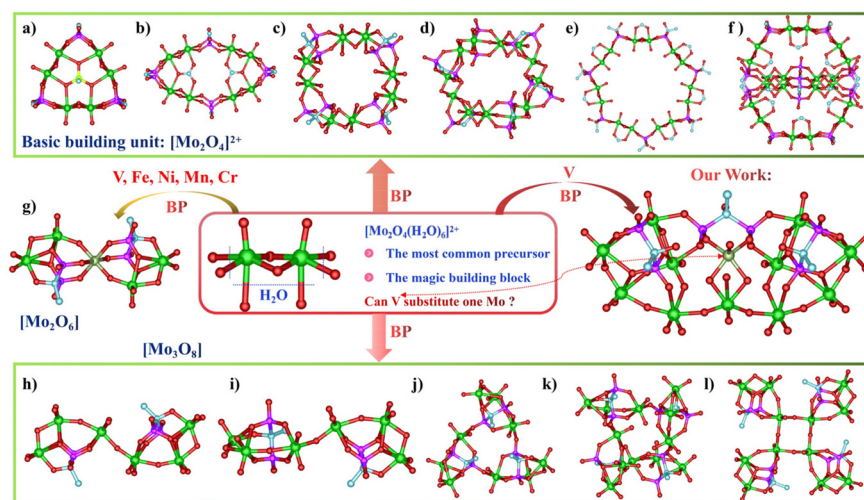 a) b) c) d) e) f)
Basic building unit: [Mo₂O₄]²⁺
V, Fe, Ni, Mn, Cr
BP
BP
V
BP
Our Work:
g)
[Mo₂O₄(H₂O)₆]²⁺
The most common precursor
The magic building block
H₂O
Can V substitute one Mo ?
[Mo₂O₆]
BP
[Mo₃O₈]
h) i) j) k) l)